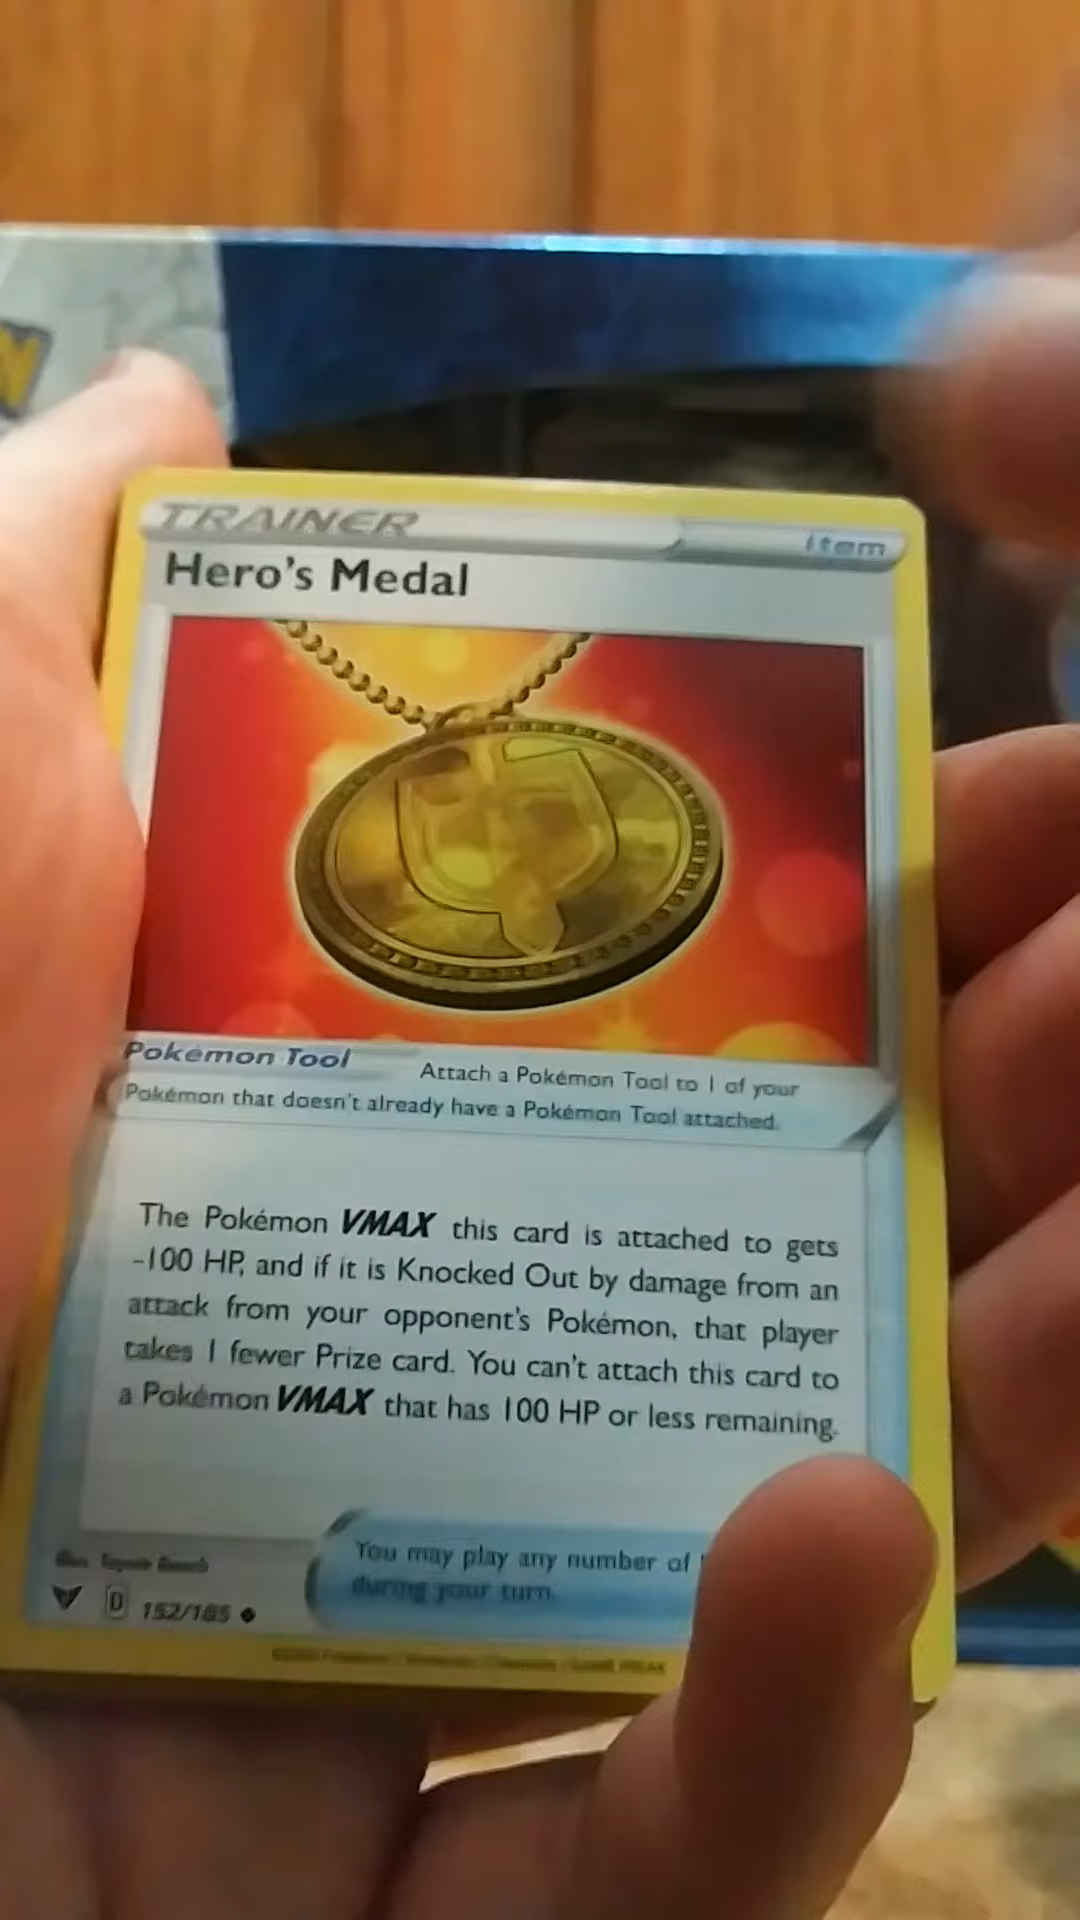 TRAINER
Item
Hero's Medal
Pokémon Tool
Attach a Pokémon Tool to 1 of your
Pokémon that doesn't already have a Pokémon Tool attached.
The Pokémon VMAX this card is attached to gets
-100 HP, and if it is Knocked Out by damage from an
attack from your opponent's Pokémon, that player
takes 1 fewer Prize card. You can't attach this card to
a Pokémon VMAX that has 100 HP or less remaining.
You may play any number of
during your turn.
D 152/185